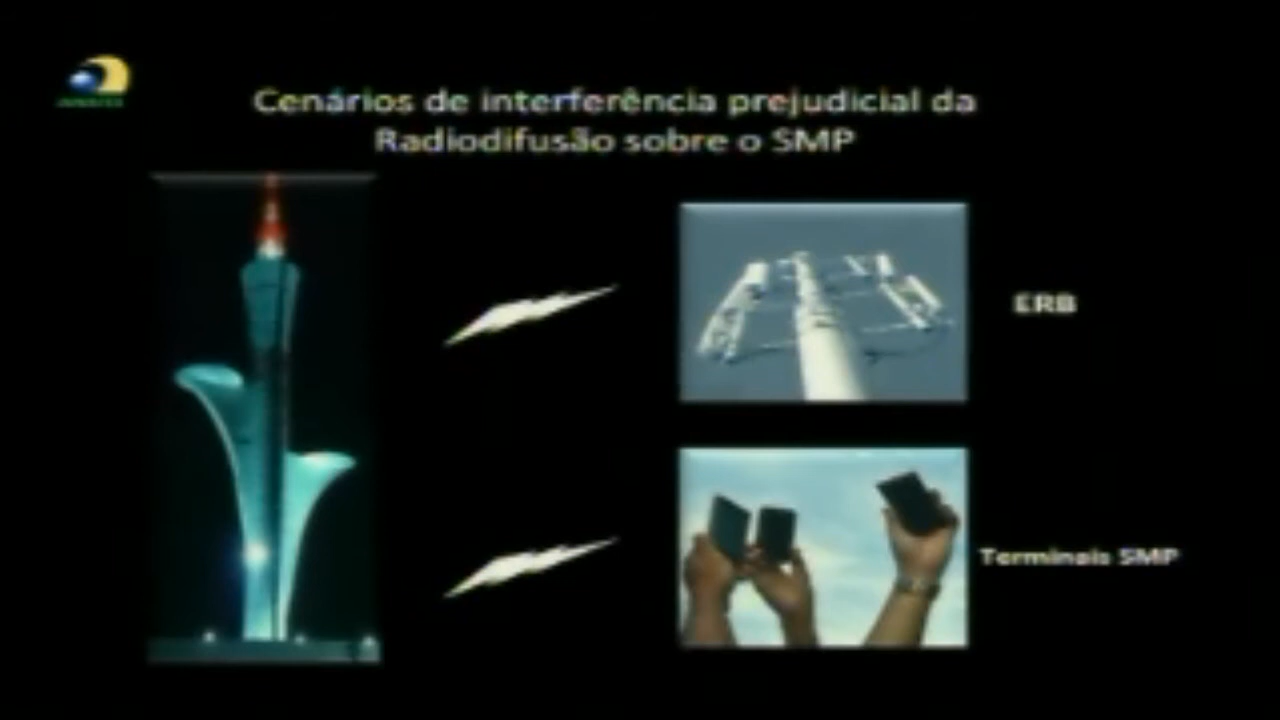 Cenários de interferência prejudicial da
Radiodifusão sobre o SMP
ERB
Terminais SMP